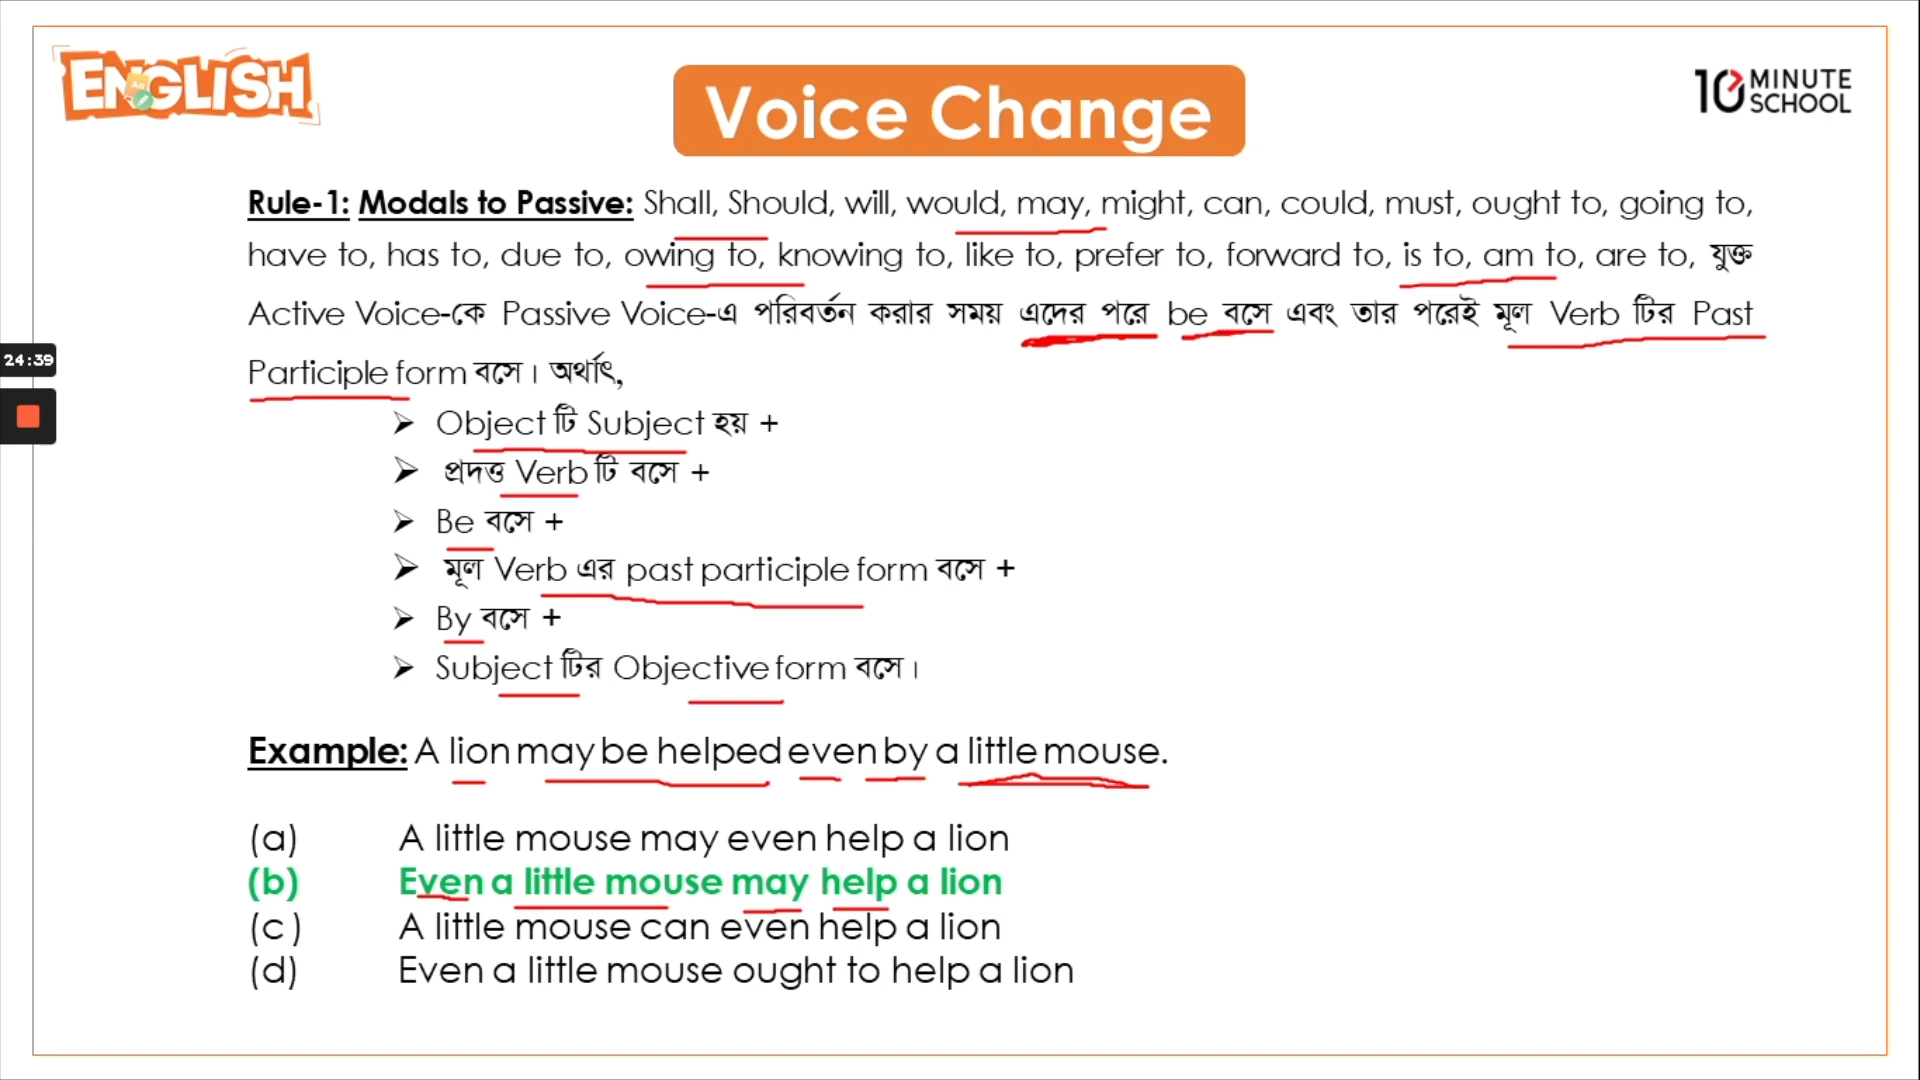 ENGLISH
Voice Change
10 MINUTE SCHOOL
Rule-1: Modals to Passive: Shall, Should, will, would, may, might, can, could, must, ought to, going to,
have to, has to, due to, owing to, knowing to, like to, prefer to, forward to, is to, am to, are to, যুক্ত
Active Voice-কে Passive Voice-এ পরিবর্তন করার সময় এদের পরে be বসে এবং তার পরেই মূল Verb টির Past
24:39
Participle form বসে। অর্থাৎ,
➢ Object টি Subject হয় +
➢ প্রদত্ত Verb টি বসে +
➢ Be বসে +
➢ মূল Verb এর past participle form বসে +
➢ By বসে +
➢ Subject টির Objective form বসে।
Example: A lion may be helped even by a little mouse.
(a) A little mouse may even help a lion
(b) Even a little mouse may help a lion
(c) A little mouse can even help a lion
(d) Even a little mouse ought to help a lion